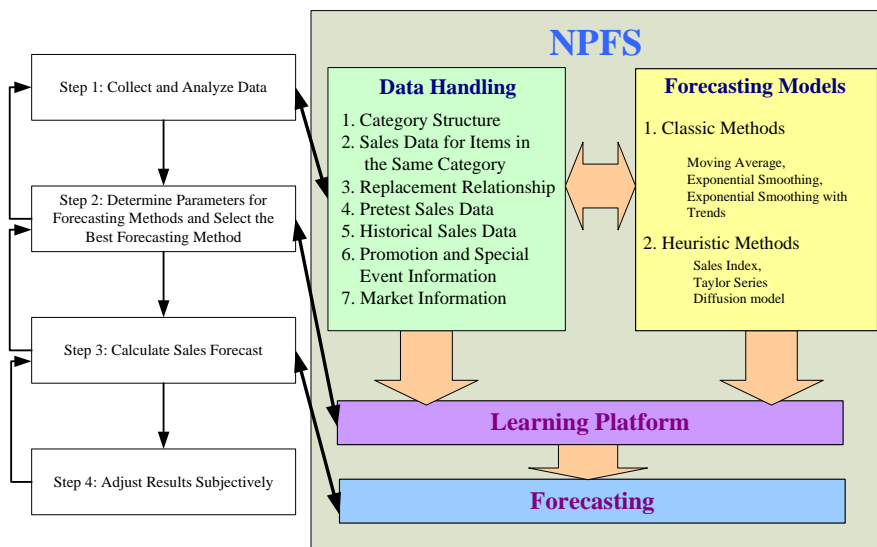 NPFS
Step 1: Collect and Analyze Data
Step 2: Determine Parameters for
Forecasting Methods and Select the
Best Forecasting Method
Step 3: Calculate Sales Forecast
Step 4: Adjust Results Subjectively
Data Handling
1. Category Structure
2. Sales Data for Items in
the Same Category
3. Replacement Relationship
4. Pretest Sales Data
5. Historical Sales Data
6. Promotion and Special
Event Information
7. Market Information
Forecasting Models
1. Classic Methods
Moving Average,
Exponential Smoothing,
Exponential Smoothing with
Trends
2. Heuristic Methods
Sales Index,
Taylor Series
Diffusion model
Learning Platform
Forecasting